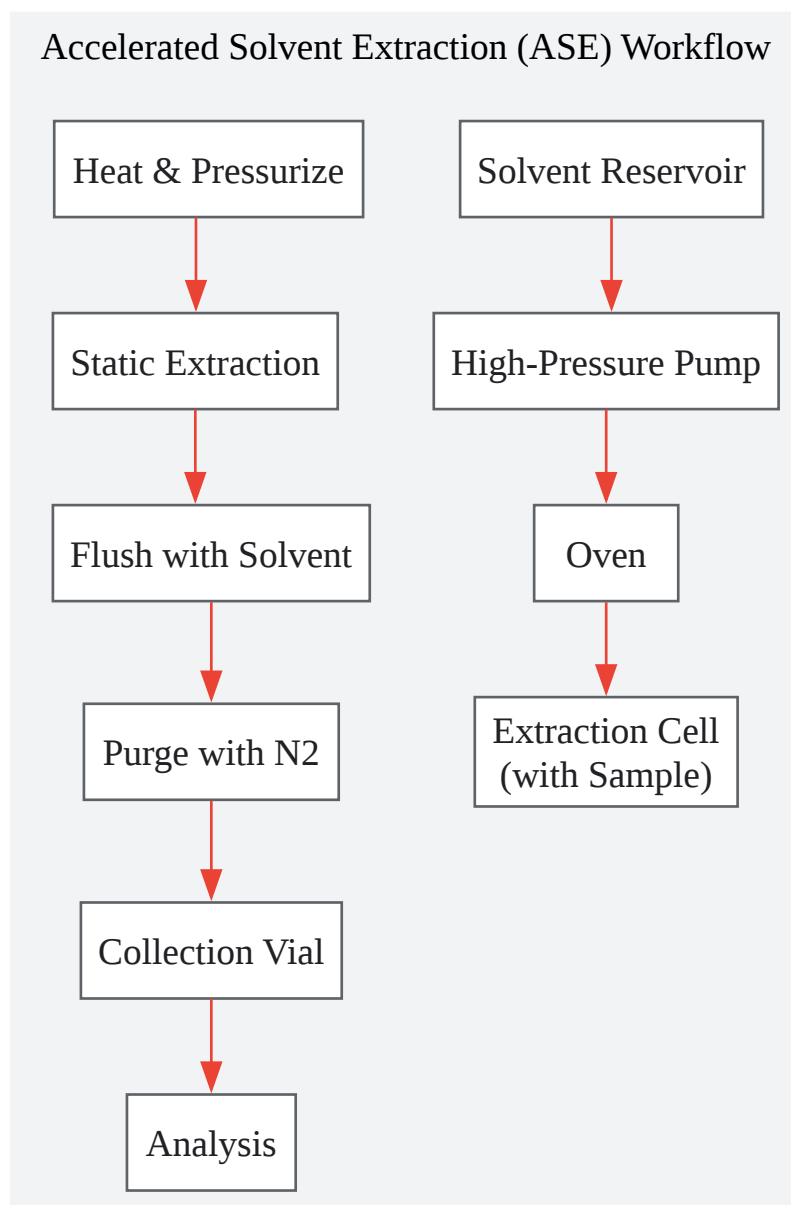 Accelerated Solvent Extraction (ASE) Workflow
Heat & Pressurize
Static Extraction
Flush with Solvent
Purge with N2
Collection Vial
Analysis
Solvent Reservoir
High-Pressure Pump
Oven
Extraction Cell
(with Sample)